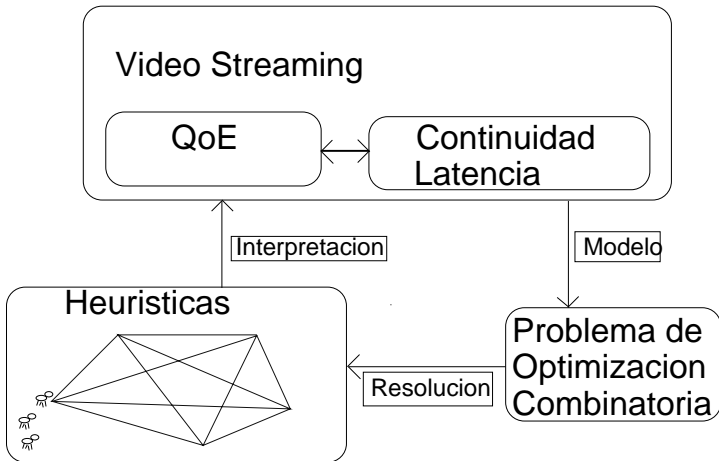 Video Streaming
QoE
Continuidad
Latencia
Interpretacion
Modelo
Heuristicas
Problema de
Optimizacion
Combinatoria
Resolucion